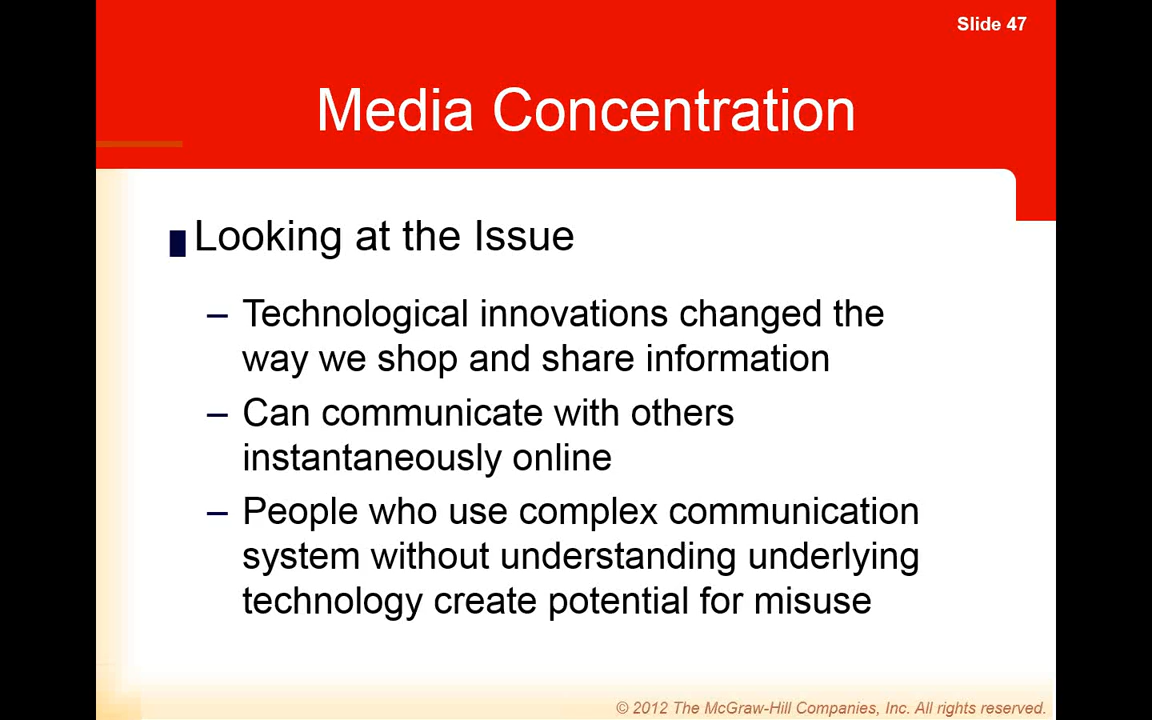 Slide 47
Media Concentration
Looking at the Issue
– Technological innovations changed the
way we shop and share information
– Can communicate with others
instantaneously online
– People who use complex communication
system without understanding underlying
technology create potential for misuse
© 2012 The McGraw-Hill Companies, Inc. All rights reserved.